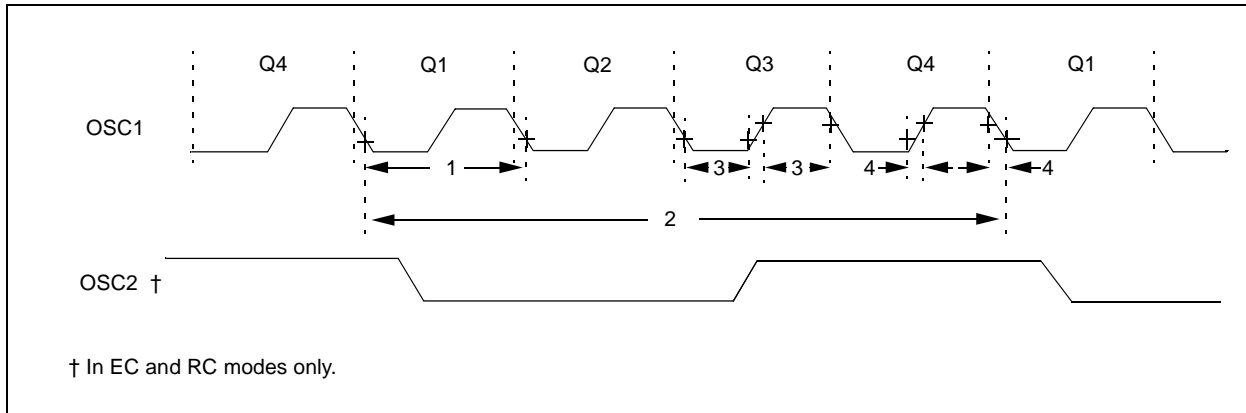 Q4 Q1 Q2 Q3 Q4 Q1
OSC1
1 3 3 4 4
2
OSC2 †
† In EC and RC modes only.